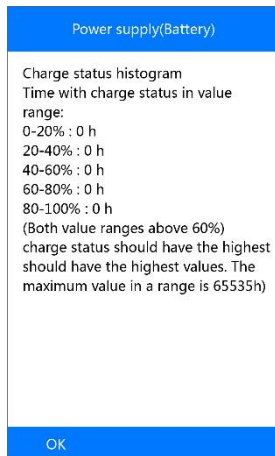 Power supply(Battery)
Charge status histogram
Time with charge status in value
range:
0-20% : 0 h
20-40% : 0 h
40-60% : 0 h
60-80% : 0 h
80-100% : 0 h
(Both value ranges above 60%)
charge status should have the highest
should have the highest values. The
maximum value in a range is 65535h)
OK